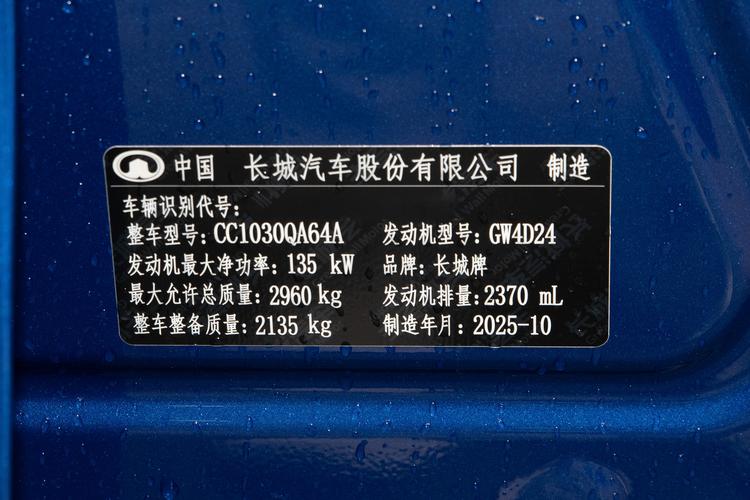 中国 长城汽车股份有限公司 制造
车辆识别代号:
整车型号:CC1030QA64A 发动机型号:GW4D24
发动机最大净功率:135 kW 品牌:长城牌
最大允许总质量:2960 kg 发动机排量:2370 mL
整车整备质量:2135 kg 制造年月:2025-10